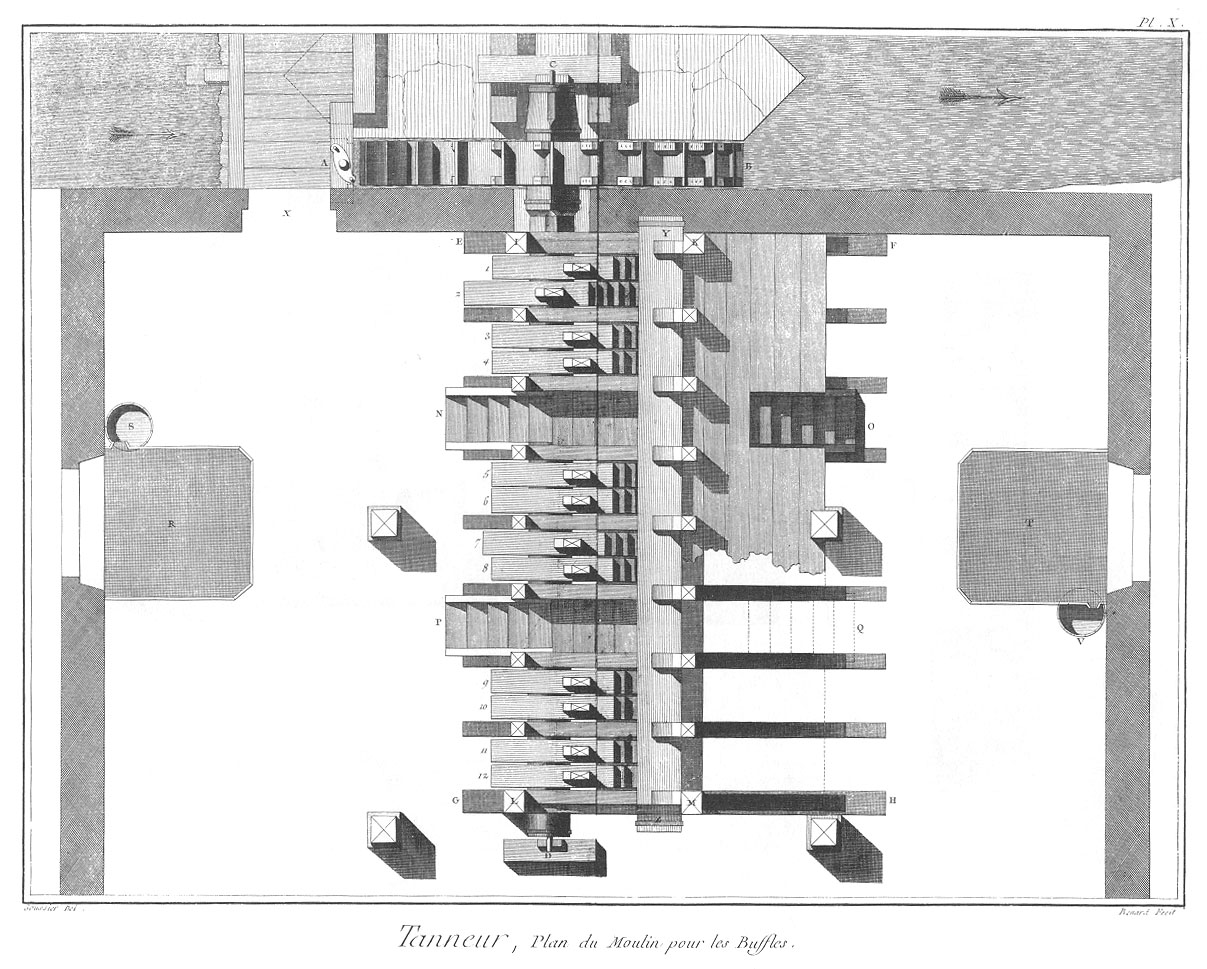 Pl. X.
C
A
B
X
E I Y K F
1
2
3
4
N O
S
5
6
R T
7
8
P Q
V
9
10
11
12
G L M H
Z
D
Goussier Del.
Benard Fecit
Tanneur, Plan du Moulin pour les Buffles.